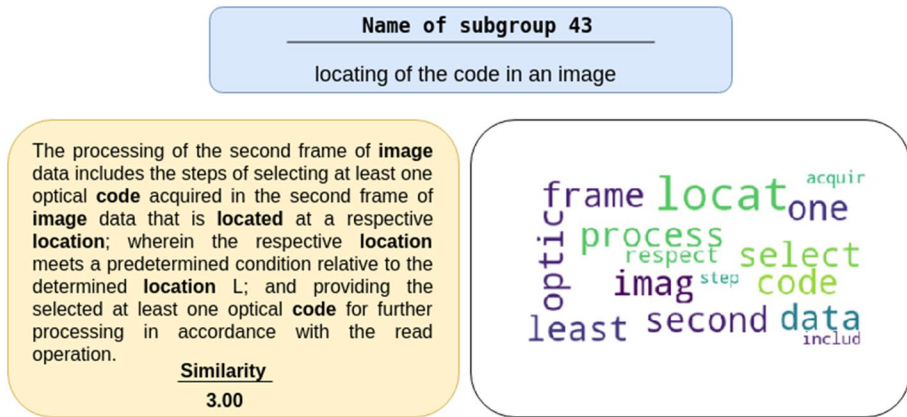 Name of subgroup 43
locating of the code in an image
The processing of the second frame of image
data includes the steps of selecting at least one
optical code acquired in the second frame of
image data that is located at a respective
location; wherein the respective location
meets a predetermined condition relative to the
determined location L; and providing the
selected at least one optical code for further
processing in accordance with the read
operation.
Similarity
3.00
acquir
frame locat one
optic process
respect select
imag step code
least second data
includ